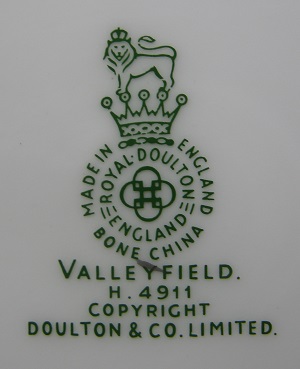 MADE IN ENGLAND
BONE CHINA
ROYAL·DOULTON
ENGLAND
VALLEYFIELD.
H. 4911
COPYRIGHT
DOULTON & CO. LIMITED.